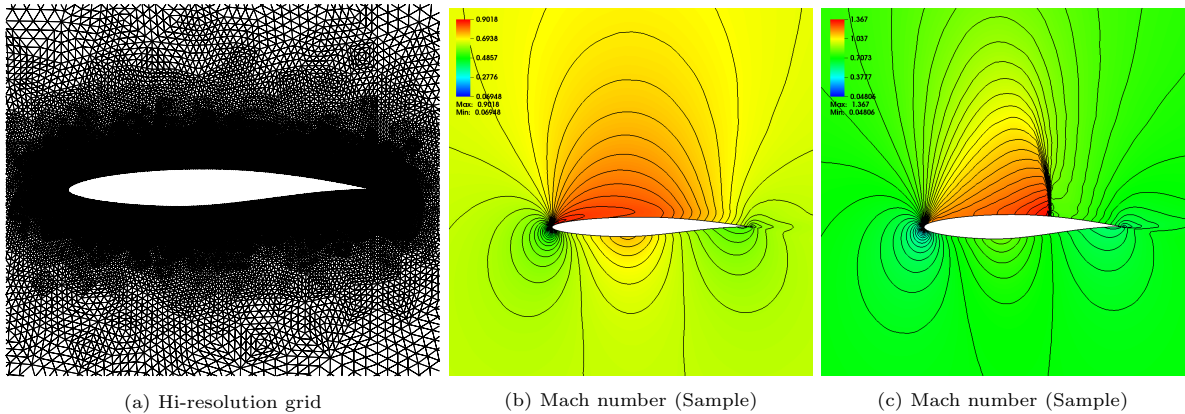 0.9018
0.6938
0.4857
0.2776
0.06948
Max: 0.9018
Min: 0.06948
1.367
1.037
0.7073
0.3777
0.04806
Max: 1.367
Min: 0.04806
(a) Hi-resolution grid
(b) Mach number (Sample)
(c) Mach number (Sample)